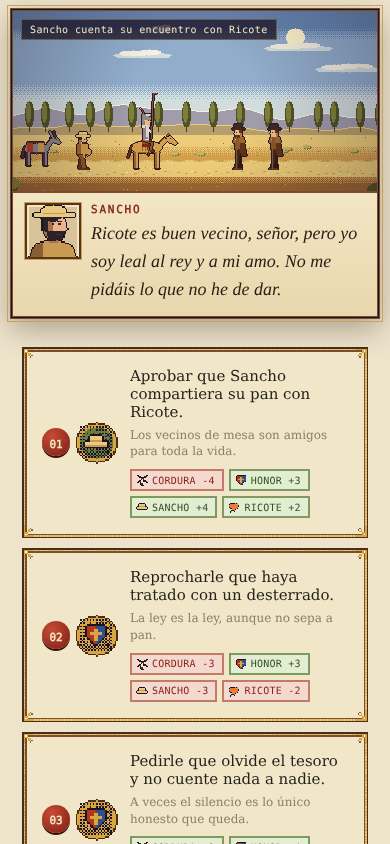 Sancho cuenta su encuentro con Ricote
SANCHO
Ricote es buen vecino, señor, pero yo
soy leal al rey y a mi amo. No me
pidáis lo que no he de dar.
01
Aprobar que Sancho
compartiera su pan con
Ricote.
Los vecinos de mesa son amigos
para toda la vida.
CORDURA -4
HONOR +3
SANCHO +4
RICOTE +2
02
Reprocharle que haya
tratado con un desterrado.
La ley es la ley, aunque no sepa a
pan.
CORDURA -3
HONOR +3
SANCHO -3
RICOTE -2
03
Pedirle que olvide el tesoro
y no cuente nada a nadie.
A veces el silencio es lo único
honesto que queda.